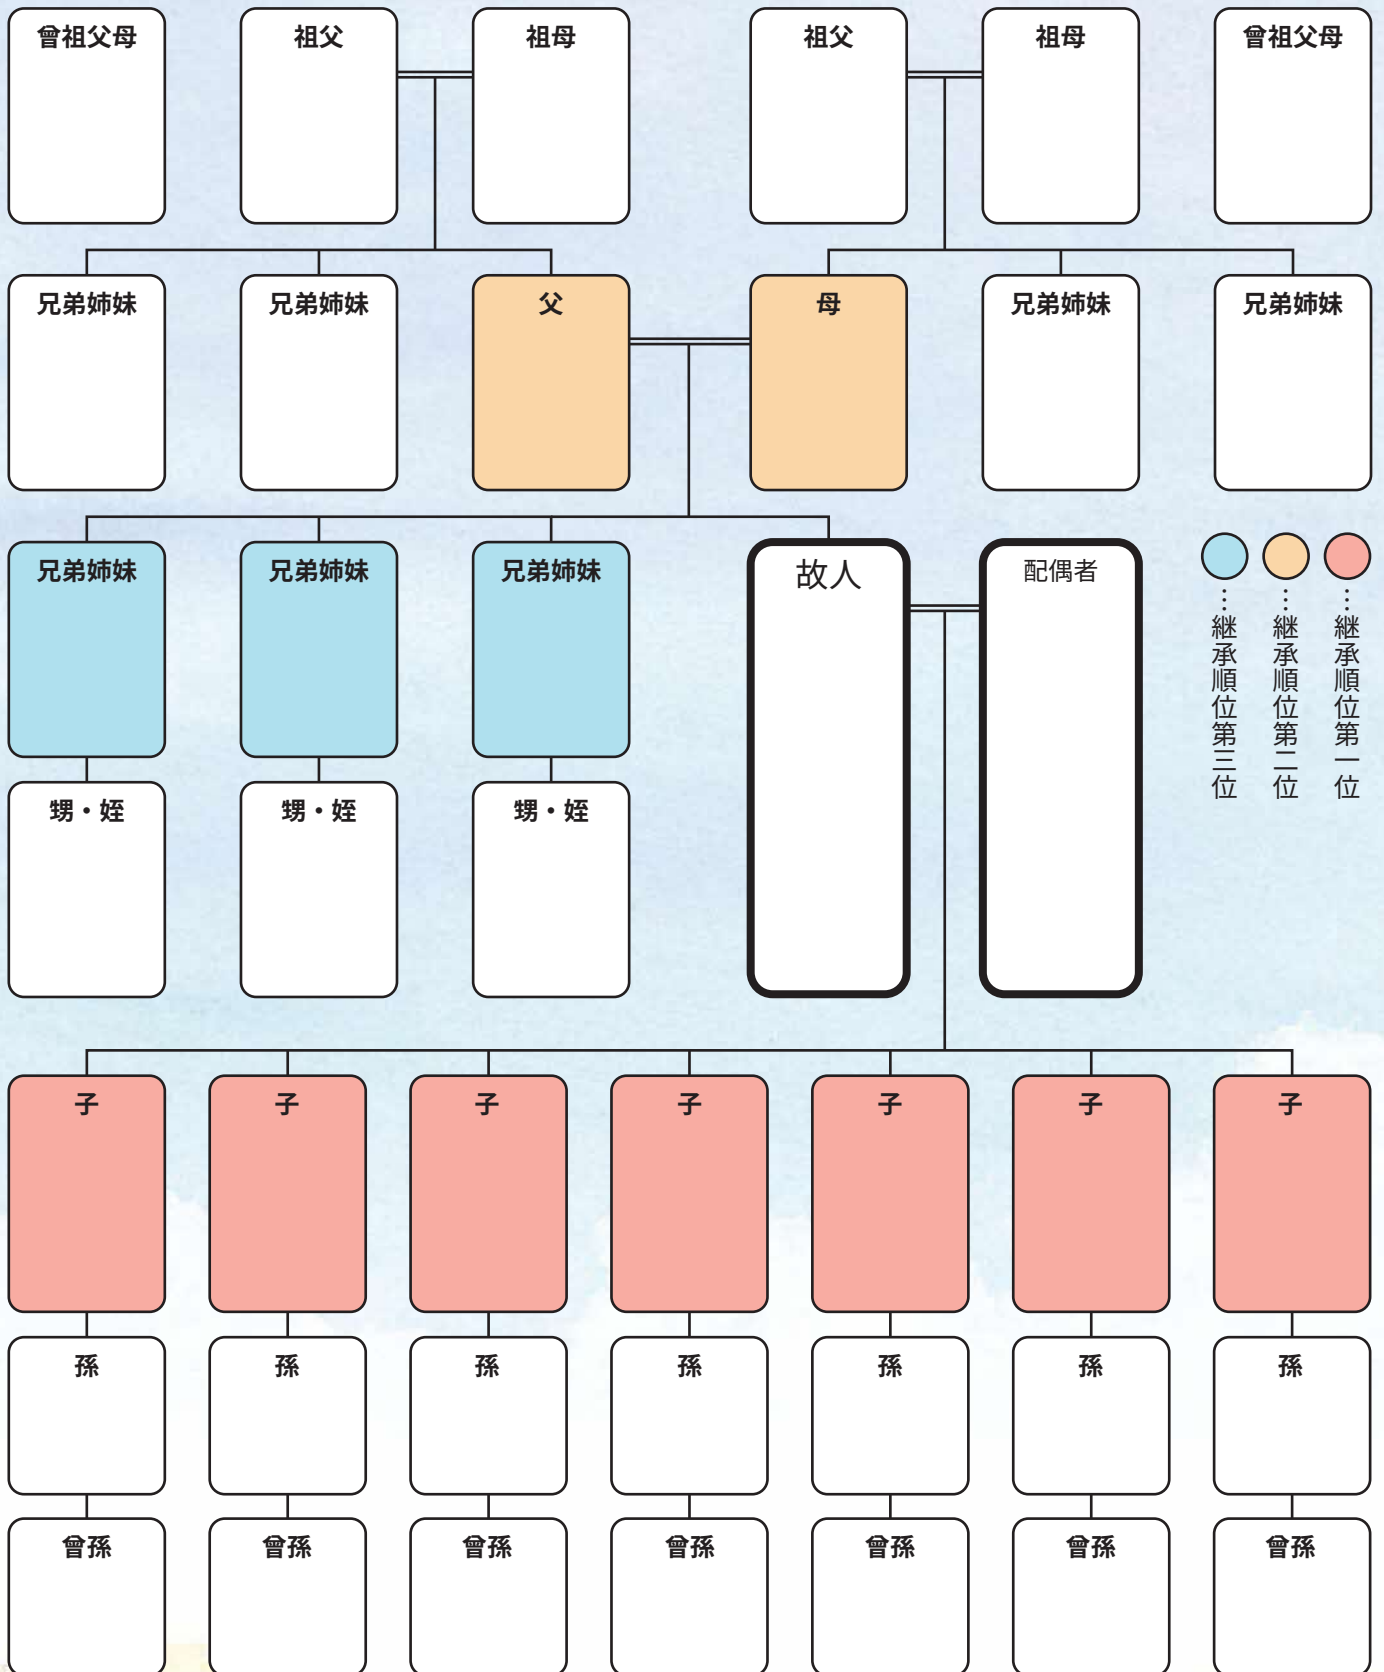 曾祖父母
祖父
祖母
祖父
祖母
曾祖父母
兄弟姉妹
兄弟姉妹
父
母
兄弟姉妹
兄弟姉妹
兄弟姉妹
兄弟姉妹
兄弟姉妹
故人
配偶者
…継承順位第一位
…継承順位第二位
…継承順位第三位
甥・姪
甥・姪
甥・姪
子
子
子
子
子
子
子
孫
孫
孫
孫
孫
孫
孫
曾孫
曾孫
曾孫
曾孫
曾孫
曾孫
曾孫